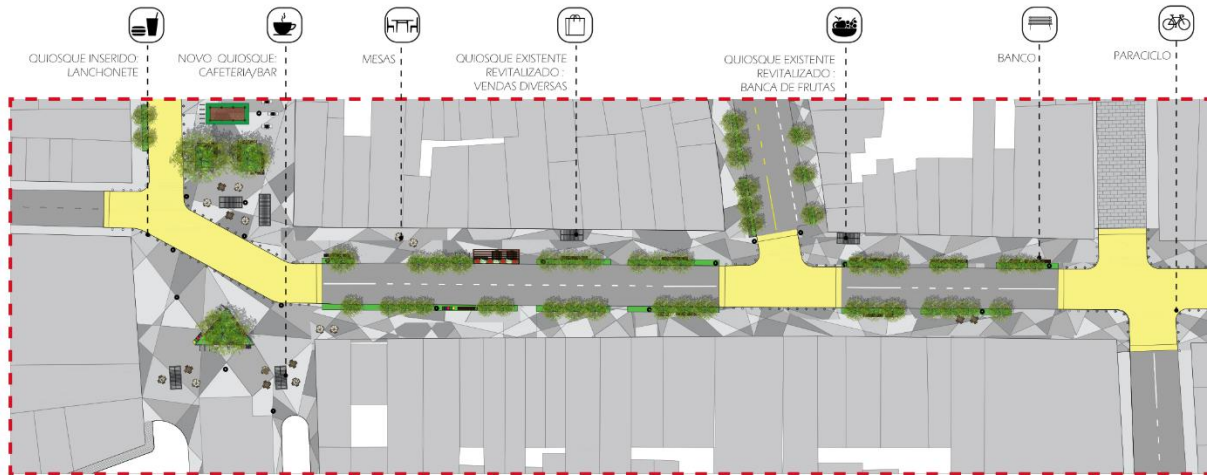 QUIOSQUE INSERIDO:
LANCHONETE
NOVO QUIOSQUE:
CAFETERIA/BAR
MESAS
QUIOSQUE EXISTENTE
REVITALIZADO :
VENDAS DIVERSAS
QUIOSQUE EXISTENTE
REVITALIZADO :
BANCA DE FRUTAS
BANCO
PARACICLO